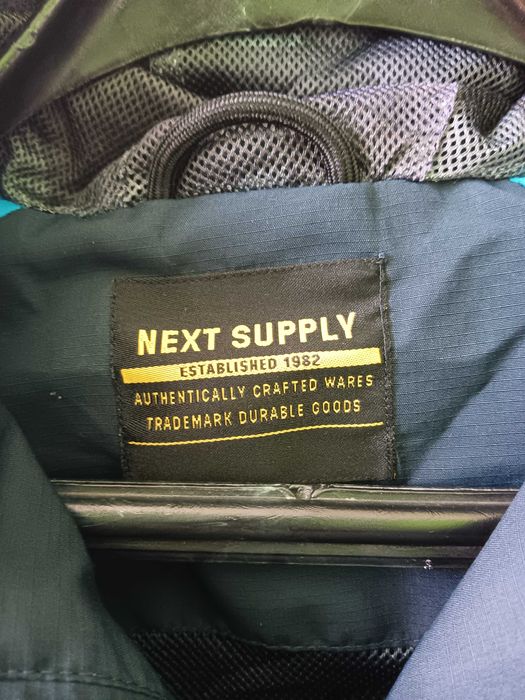 NEXT SUPPLY
ESTABLISHED 1982
AUTHENTICALLY CRAFTED WARES
TRADEMARK DURABLE GOODS